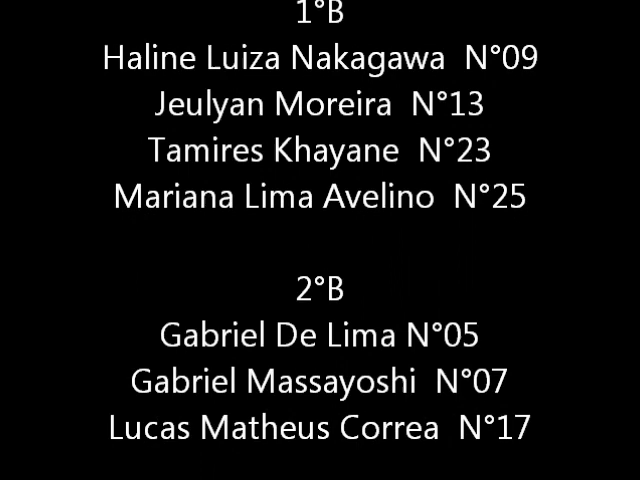 1°B
Haline Luiza Nakagawa  N°09
Jeulyan Moreira  N°13
Tamires Khayane  N°23
Mariana Lima Avelino  N°25
2°B
Gabriel De Lima N°05
Gabriel Massayoshi  N°07
Lucas Matheus Correa  N°17